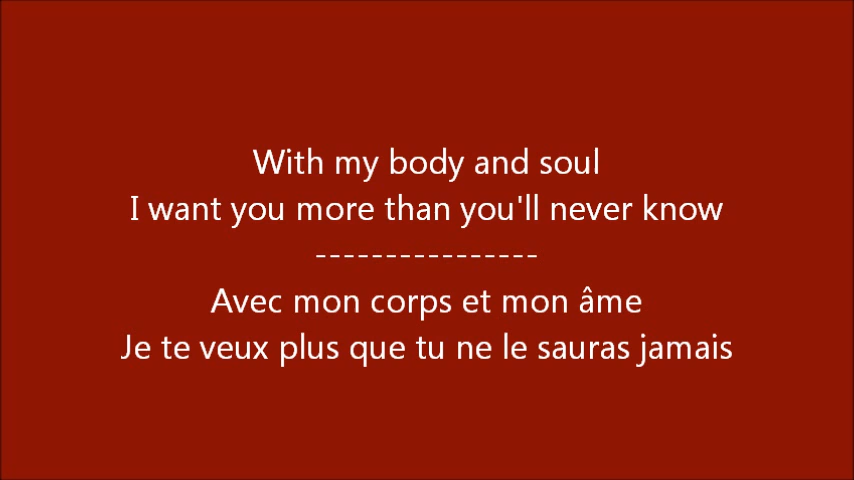 With my body and soul
I want you more than you'll never know
----------------
Avec mon corps et mon âme
Je te veux plus que tu ne le sauras jamais